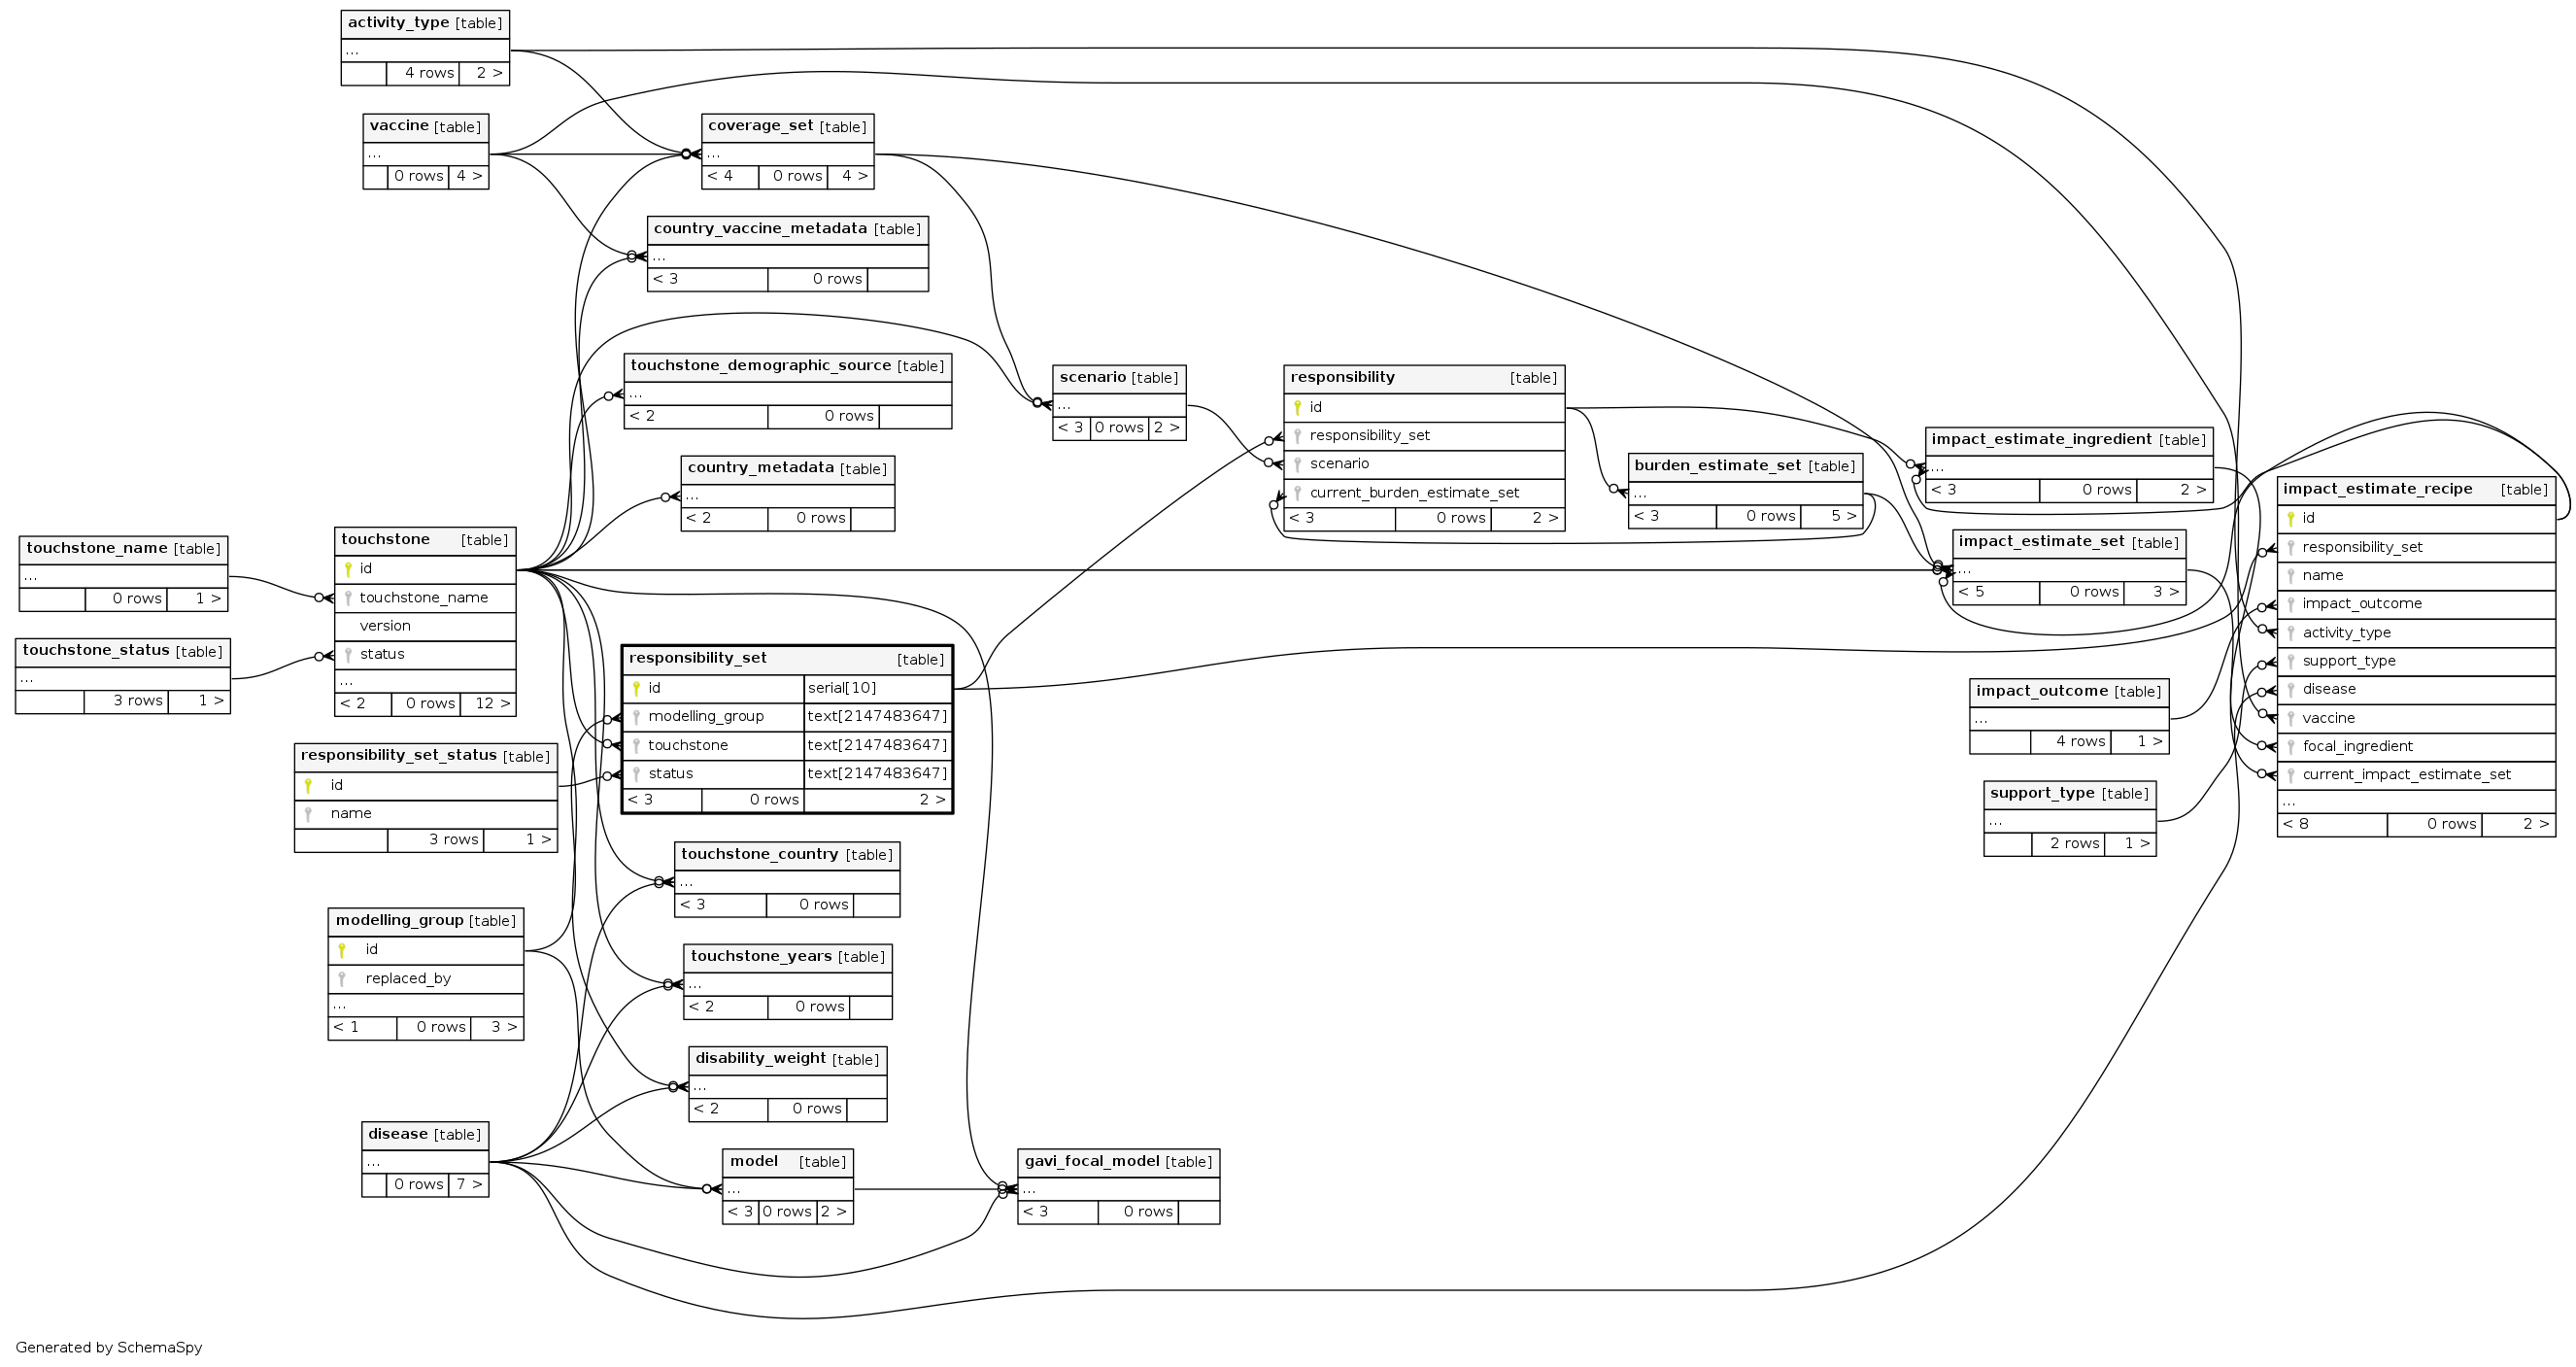 activity_type [table]
...
4 rows 2 >
vaccine [table]
...
0 rows 4 >
coverage_set [table]
...
< 4 0 rows 4 >
country_vaccine_metadata [table]
...
< 3 0 rows
touchstone_demographic_source [table]
...
< 2 0 rows
country_metadata [table]
...
< 2 0 rows
scenario [table]
...
< 3 0 rows 2 >
responsibility [table]
id
responsibility_set
scenario
current_burden_estimate_set
< 3 0 rows 2 >
burden_estimate_set [table]
...
< 3 0 rows 5 >
impact_estimate_ingredient [table]
...
< 3 0 rows 2 >
impact_estimate_set [table]
...
< 5 0 rows 3 >
impact_estimate_recipe [table]
id
responsibility_set
name
impact_outcome
activity_type
support_type
disease
vaccine
focal_ingredient
current_impact_estimate_set
...
< 8 0 rows 2 >
touchstone_name [table]
...
0 rows 1 >
touchstone_status [table]
...
3 rows 1 >
touchstone [table]
id
touchstone_name
version
status
...
< 2 0 rows 12 >
responsibility_set [table]
id serial[10]
modelling_group text[2147483647]
touchstone text[2147483647]
status text[2147483647]
< 3 0 rows 2 >
responsibility_set_status [table]
id
name
3 rows 1 >
impact_outcome [table]
...
4 rows 1 >
support_type [table]
...
2 rows 1 >
touchstone_country [table]
...
< 3 0 rows
modelling_group [table]
id
replaced_by
...
< 1 0 rows 3 >
touchstone_years [table]
...
< 2 0 rows
disability_weight [table]
...
< 2 0 rows
disease [table]
...
0 rows 7 >
model [table]
...
< 3 0 rows 2 >
gavi_focal_model [table]
...
< 3 0 rows
Generated by SchemaSpy